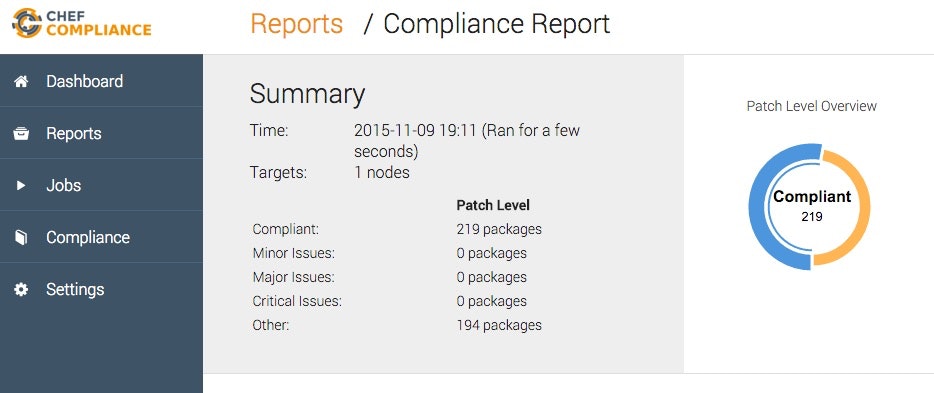 CHEF
COMPLIANCE
Reports / Compliance Report
Dashboard
Reports
Jobs
Compliance
Settings
Summary
Time: 2015-11-09 19:11 (Ran for a few
seconds)
Targets: 1 nodes
Patch Level
Compliant: 219 packages
Minor Issues: 0 packages
Major Issues: 0 packages
Critical Issues: 0 packages
Other: 194 packages
Patch Level Overview
Compliant
219